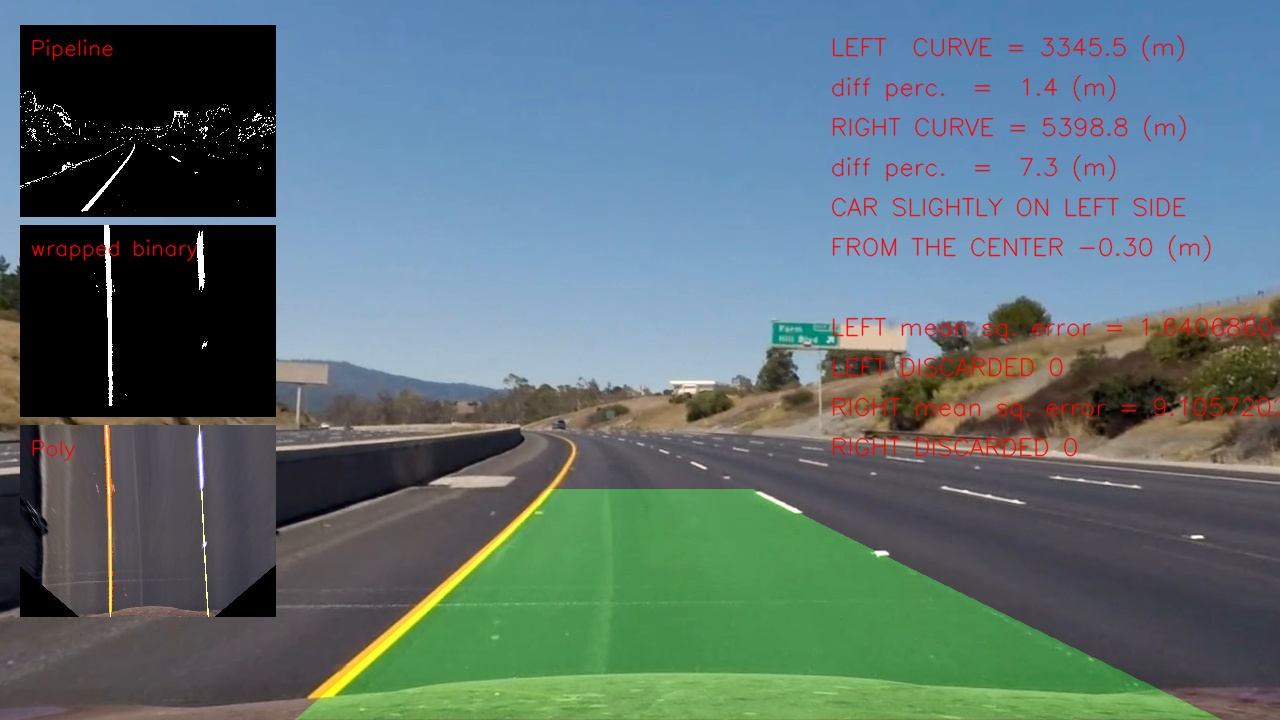 Pipeline
wrapped binary
Poly
LEFT CURVE = 3345.5 (m)
diff perc. = 1.4 (m)
RIGHT CURVE = 5398.8 (m)
diff perc. = 7.3 (m)
CAR SLIGHTLY ON LEFT SIDE
FROM THE CENTER -0.30 (m)
LEFT mean sq. error = 1.6406860
LEFT DISCARDED 0
RIGHT mean sq. error = 9.105720
RIGHT DISCARDED 0
Farm
Hill Blvd